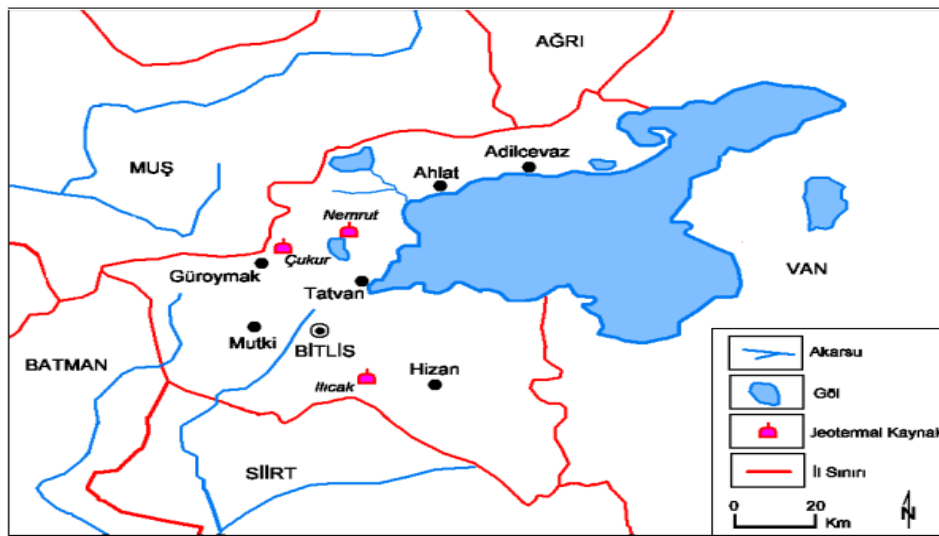 AĞRI
MUŞ
Adilcevaz
Ahlat
Nemrut
Çukur
Güroymak
Tatvan
VAN
Mutki
BİTLİS
BATMAN
Ilıcak
Hizan
SİİRT
Akarsu
Göl
Jeotermal Kaynak
İl Sınırı
0 20
Km
N